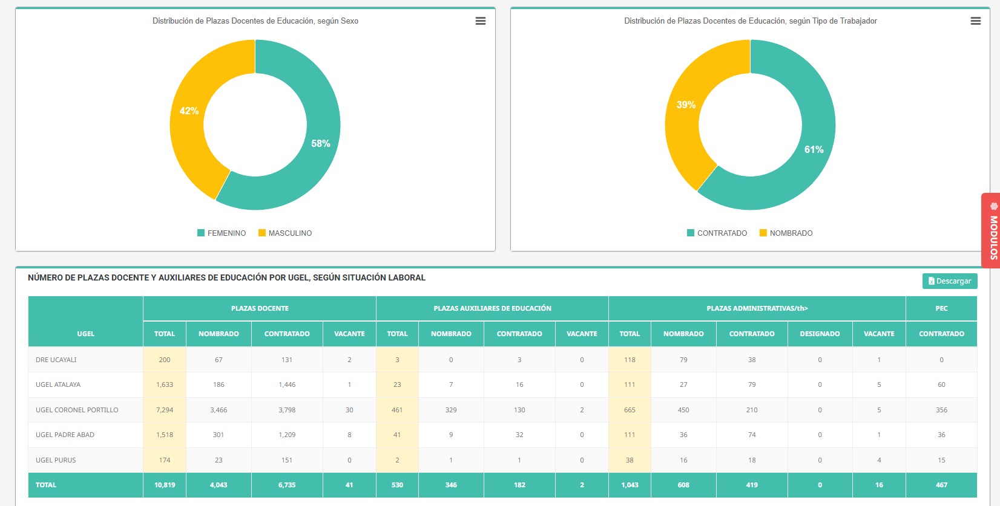 Distribución de Plazas Docentes de Educación, según Sexo
42%
58%
FEMENINO MASCULINO
Distribución de Plazas Docentes de Educación, según Tipo de Trabajador
39%
61%
CONTRATADO NOMBRADO
MODULOS
NÚMERO DE PLAZAS DOCENTE Y AUXILIARES DE EDUCACIÓN POR UGEL, SEGÚN SITUACIÓN LABORAL
Descargar
PLAZAS DOCENTE PLAZAS AUXILIARES DE EDUCACIÓN PLAZAS ADMINISTRATIVAS/th> PEC
UGEL TOTAL NOMBRADO CONTRATADO VACANTE TOTAL NOMBRADO CONTRATADO VACANTE TOTAL NOMBRADO CONTRATADO DESIGNADO VACANTE CONTRATADO
DRE UCAYALI 200 67 131 2 3 0 3 0 118 79 38 0 1 0
UGEL ATALAYA 1,633 186 1,446 1 23 7 16 0 111 27 79 0 5 60
UGEL CORONEL PORTILLO 7,294 3,466 3,798 30 461 329 130 2 665 450 210 0 5 356
UGEL PADRE ABAD 1,518 301 1,209 8 41 9 32 0 111 36 74 0 1 36
UGEL PURUS 174 23 151 0 2 1 1 0 38 16 18 0 4 15
TOTAL 10,819 4,043 6,735 41 530 346 182 2 1,043 608 419 0 16 467